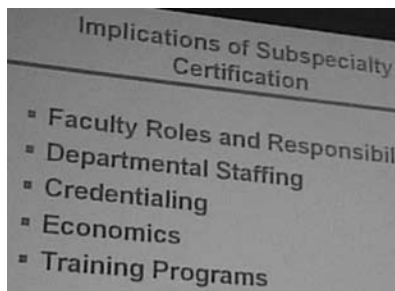 Implications of Subspecialty
Certification
▪ Faculty Roles and Responsibil
▪ Departmental Staffing
▪ Credentialing
▪ Economics
▪ Training Programs